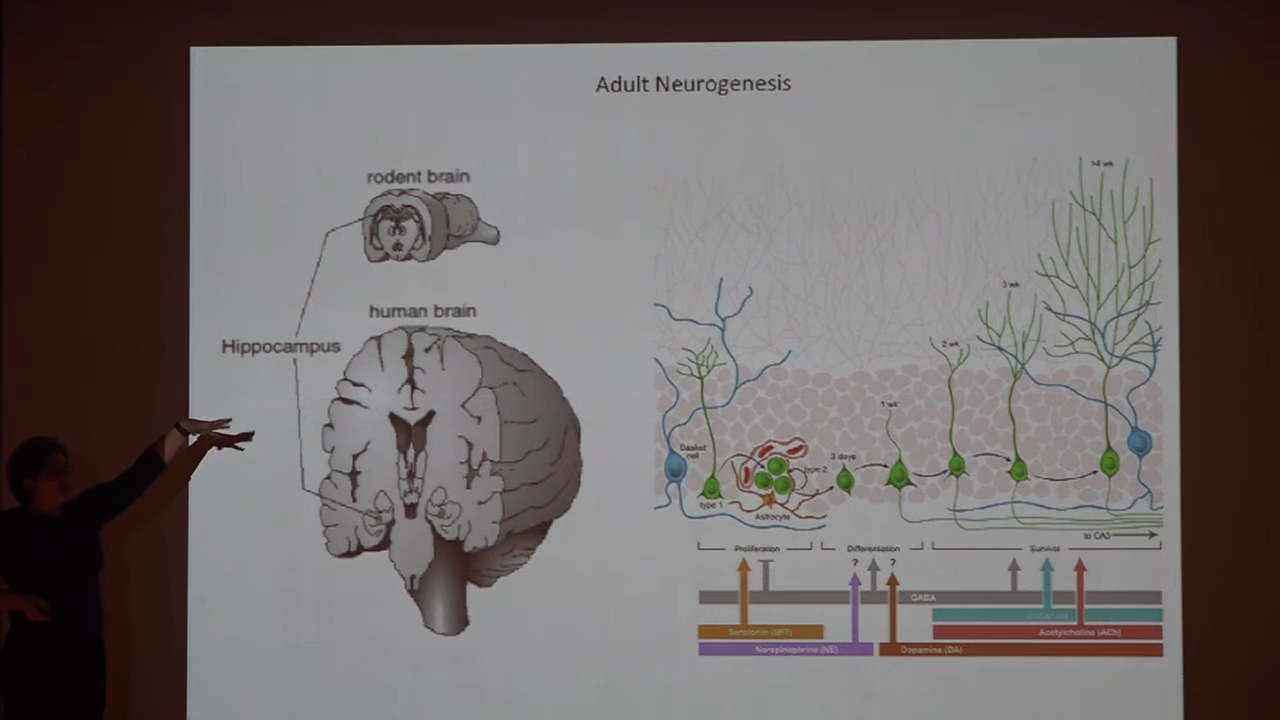 Adult Neurogenesis
rodent brain
human brain
Hippocampus
>4 wk
3 wk
2 wk
1 wk
3 days
Basket
cell
type 2
type 1
Astrocyte
to CA3
Proliferation
Differentiation
Survival
? ?
GABA
glutamate
Serotonin (5HT)
Acetylcholine (ACh)
Norepinephrine (NE)
Dopamine (DA)